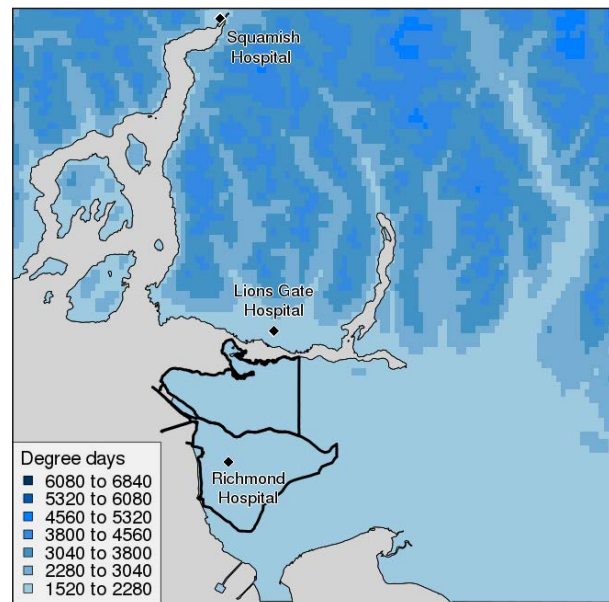 Squamish
Hospital
Lions Gate
Hospital
Richmond
Hospital
Degree days
6080 to 6840
5320 to 6080
4560 to 5320
3800 to 4560
3040 to 3800
2280 to 3040
1520 to 2280